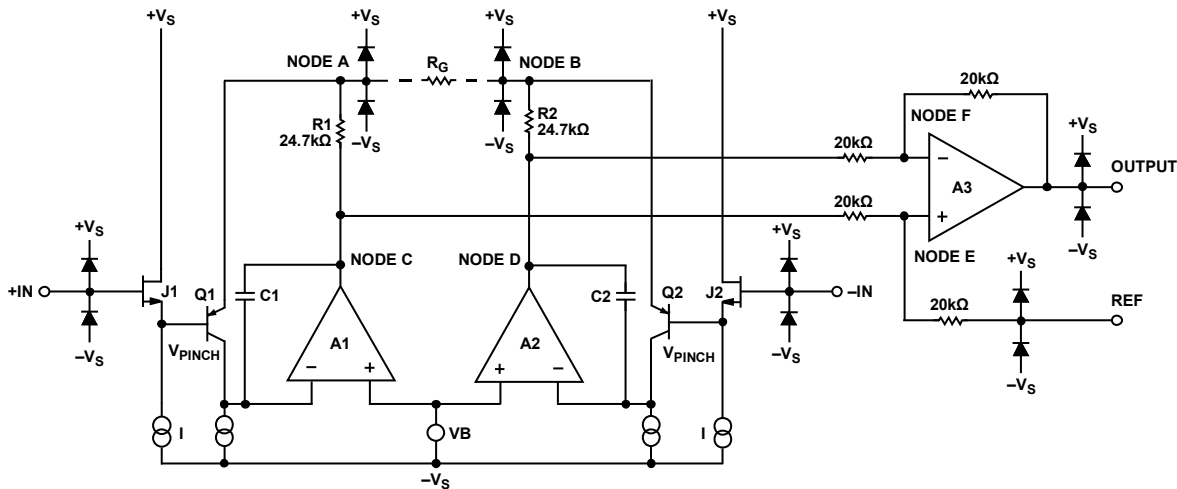 +VS
+VS
+VS
+VS
NODE A
RG
NODE B
20kΩ
R1
24.7kΩ
–VS
–VS
R2
24.7kΩ
NODE F
20kΩ
–
A3
+VS
OUTPUT
20kΩ
+
–VS
NODE E
+VS
NODE C
NODE D
+VS
+VS
+IN
J1
Q1
C1
C2
Q2
J2
–IN
20kΩ
REF
–VS
VPINCH
A1
A2
VPINCH
–VS
–VS
–
+
+
–
I
VB
I
–VS